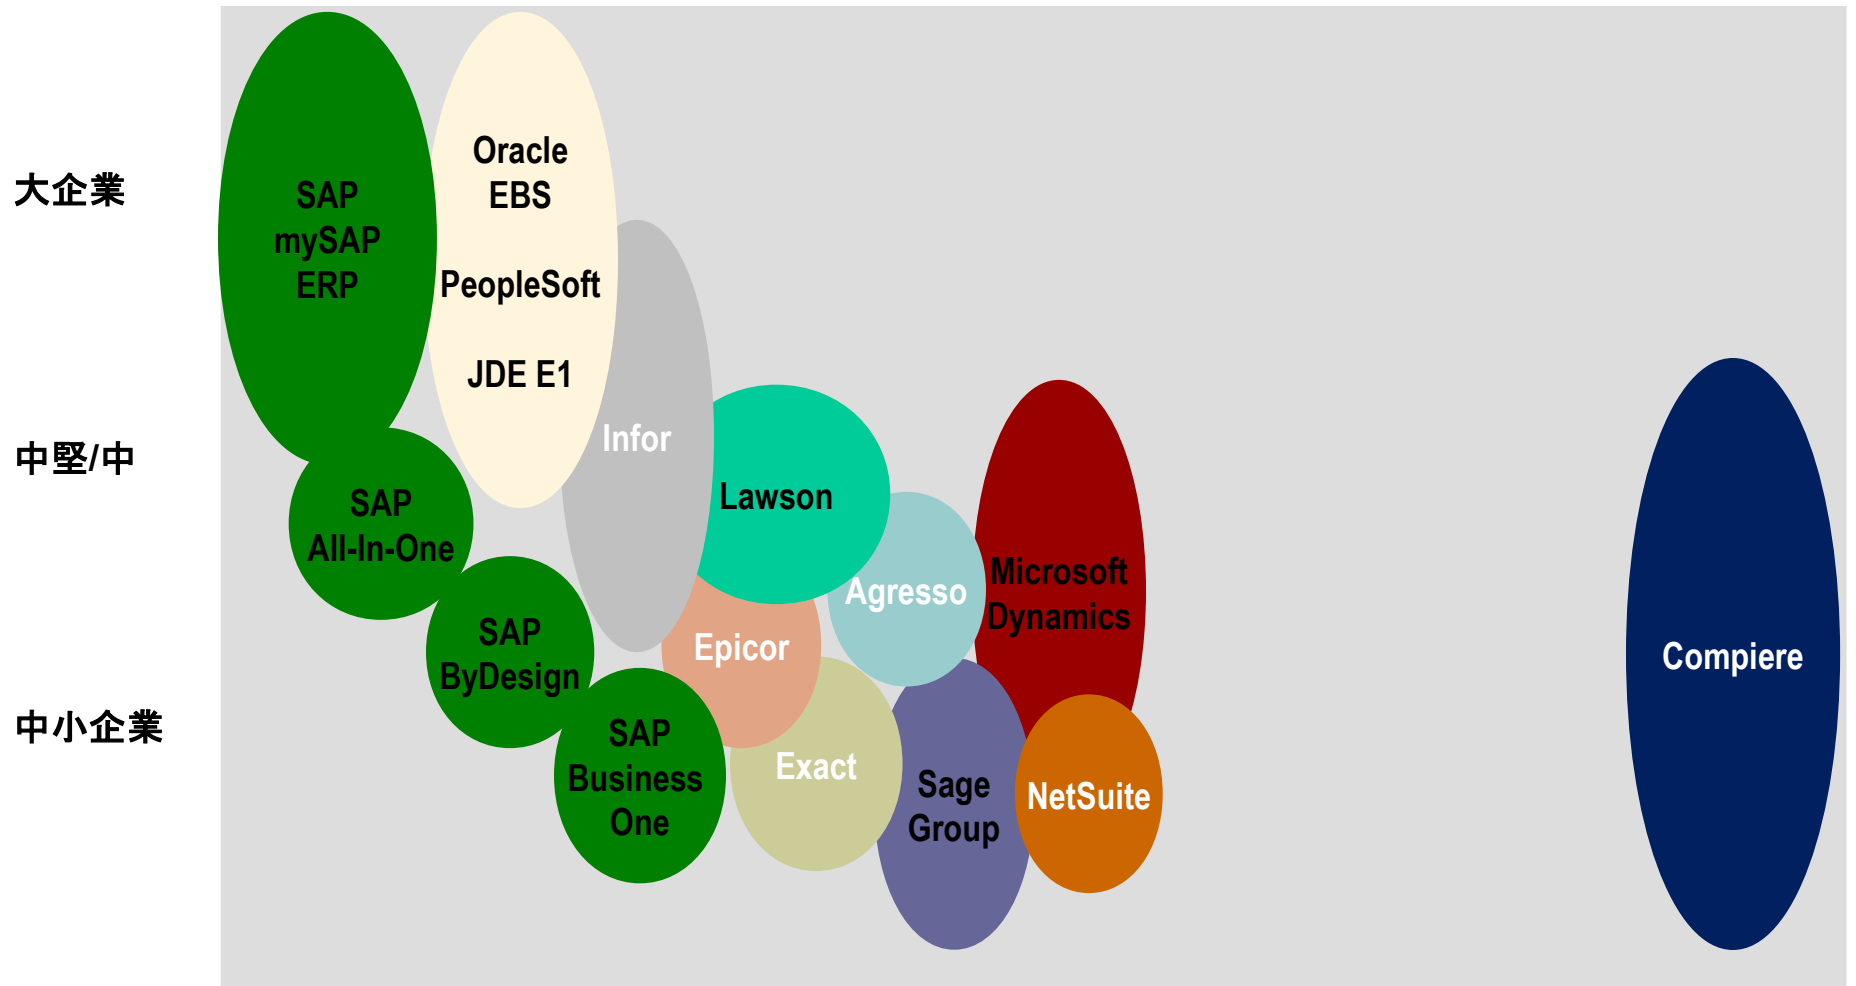 大企業
中堅/中
中小企業
SAP
mySAP
ERP
Oracle
EBS
PeopleSoft
JDE E1
Infor
SAP
All-In-One
Lawson
SAP
ByDesign
Agresso
Microsoft
Dynamics
Epicor
SAP
Business
One
Exact
Sage
Group
NetSuite
Compiere